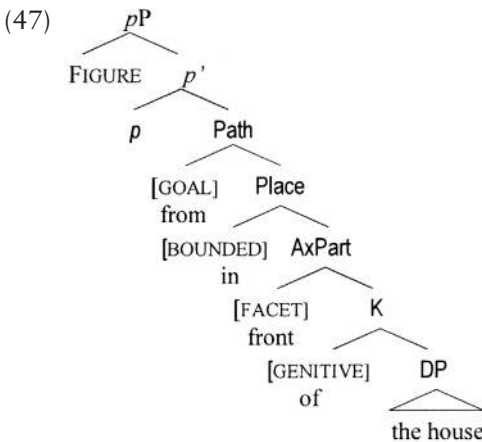 (47) pP
FIGURE p'
p Path
[GOAL] Place
from
[BOUNDED] AxPart
in
[FACET] K
front
[GENITIVE] DP
of
the house